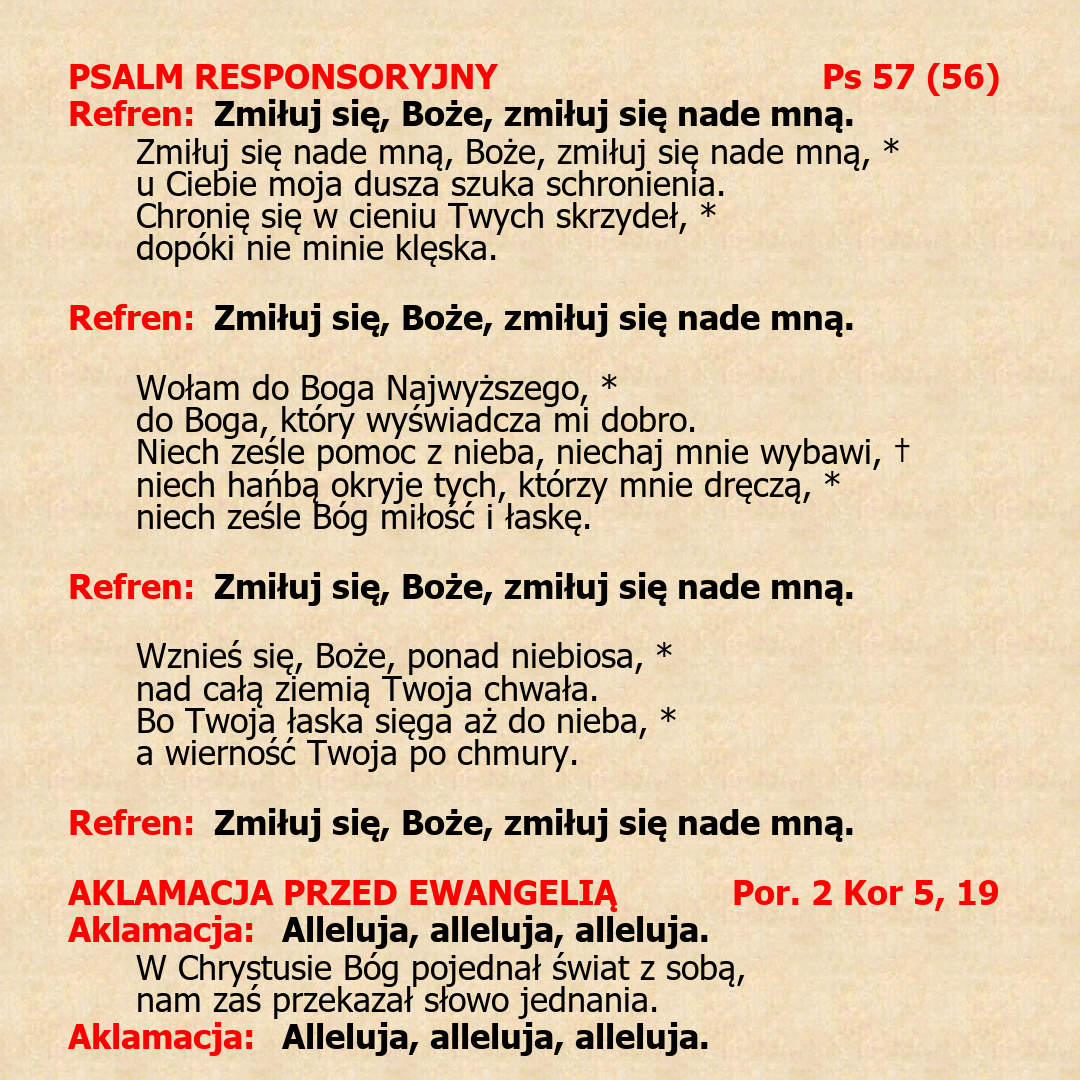 PSALM RESPONSORYJNY Ps 57 (56)
Refren: Zmiłuj się, Boże, zmiłuj się nade mną.
Zmiłuj się nade mną, Boże, zmiłuj się nade mną, *
u Ciebie moja dusza szuka schronienia.
Chronię się w cieniu Twych skrzydeł, *
dopóki nie minie klęska.
Refren: Zmiłuj się, Boże, zmiłuj się nade mną.
Wołam do Boga Najwyższego, *
do Boga, który wyświadcza mi dobro.
Niech ześle pomoc z nieba, niechaj mnie wybawi, †
niech hańbą okryje tych, którzy mnie dręczą, *
niech ześle Bóg miłość i łaskę.
Refren: Zmiłuj się, Boże, zmiłuj się nade mną.
Wznieś się, Boże, ponad niebiosa, *
nad całą ziemią Twoja chwała.
Bo Twoja łaska sięga aż do nieba, *
a wierność Twoja po chmury.
Refren: Zmiłuj się, Boże, zmiłuj się nade mną.
AKLAMACJA PRZED EWANGELIĄ Por. 2 Kor 5, 19
Aklamacja: Alleluja, alleluja, alleluja.
W Chrystusie Bóg pojednał świat z sobą,
nam zaś przekazał słowo jednania.
Aklamacja: Alleluja, alleluja, alleluja.